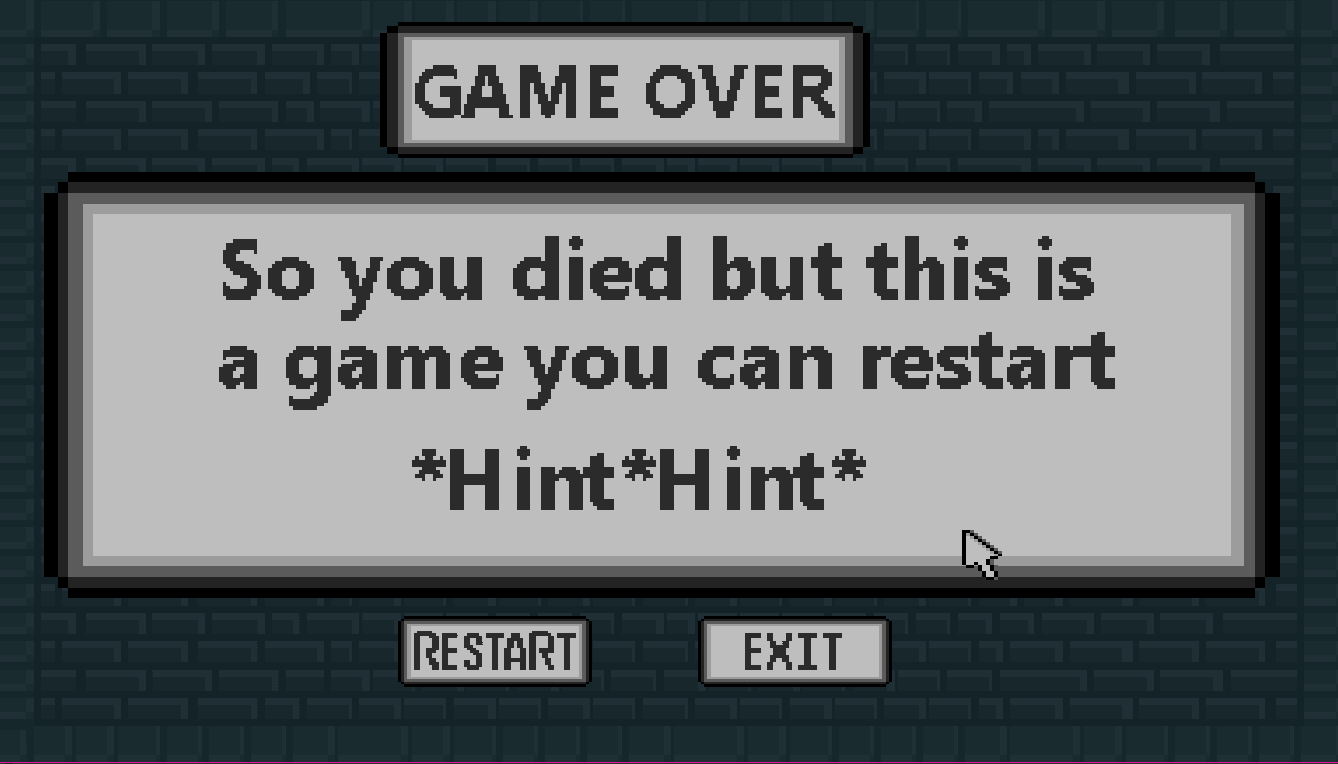 GAME OVER
So you died but this is
a game you can restart
*Hint*Hint*
RESTART
EXIT